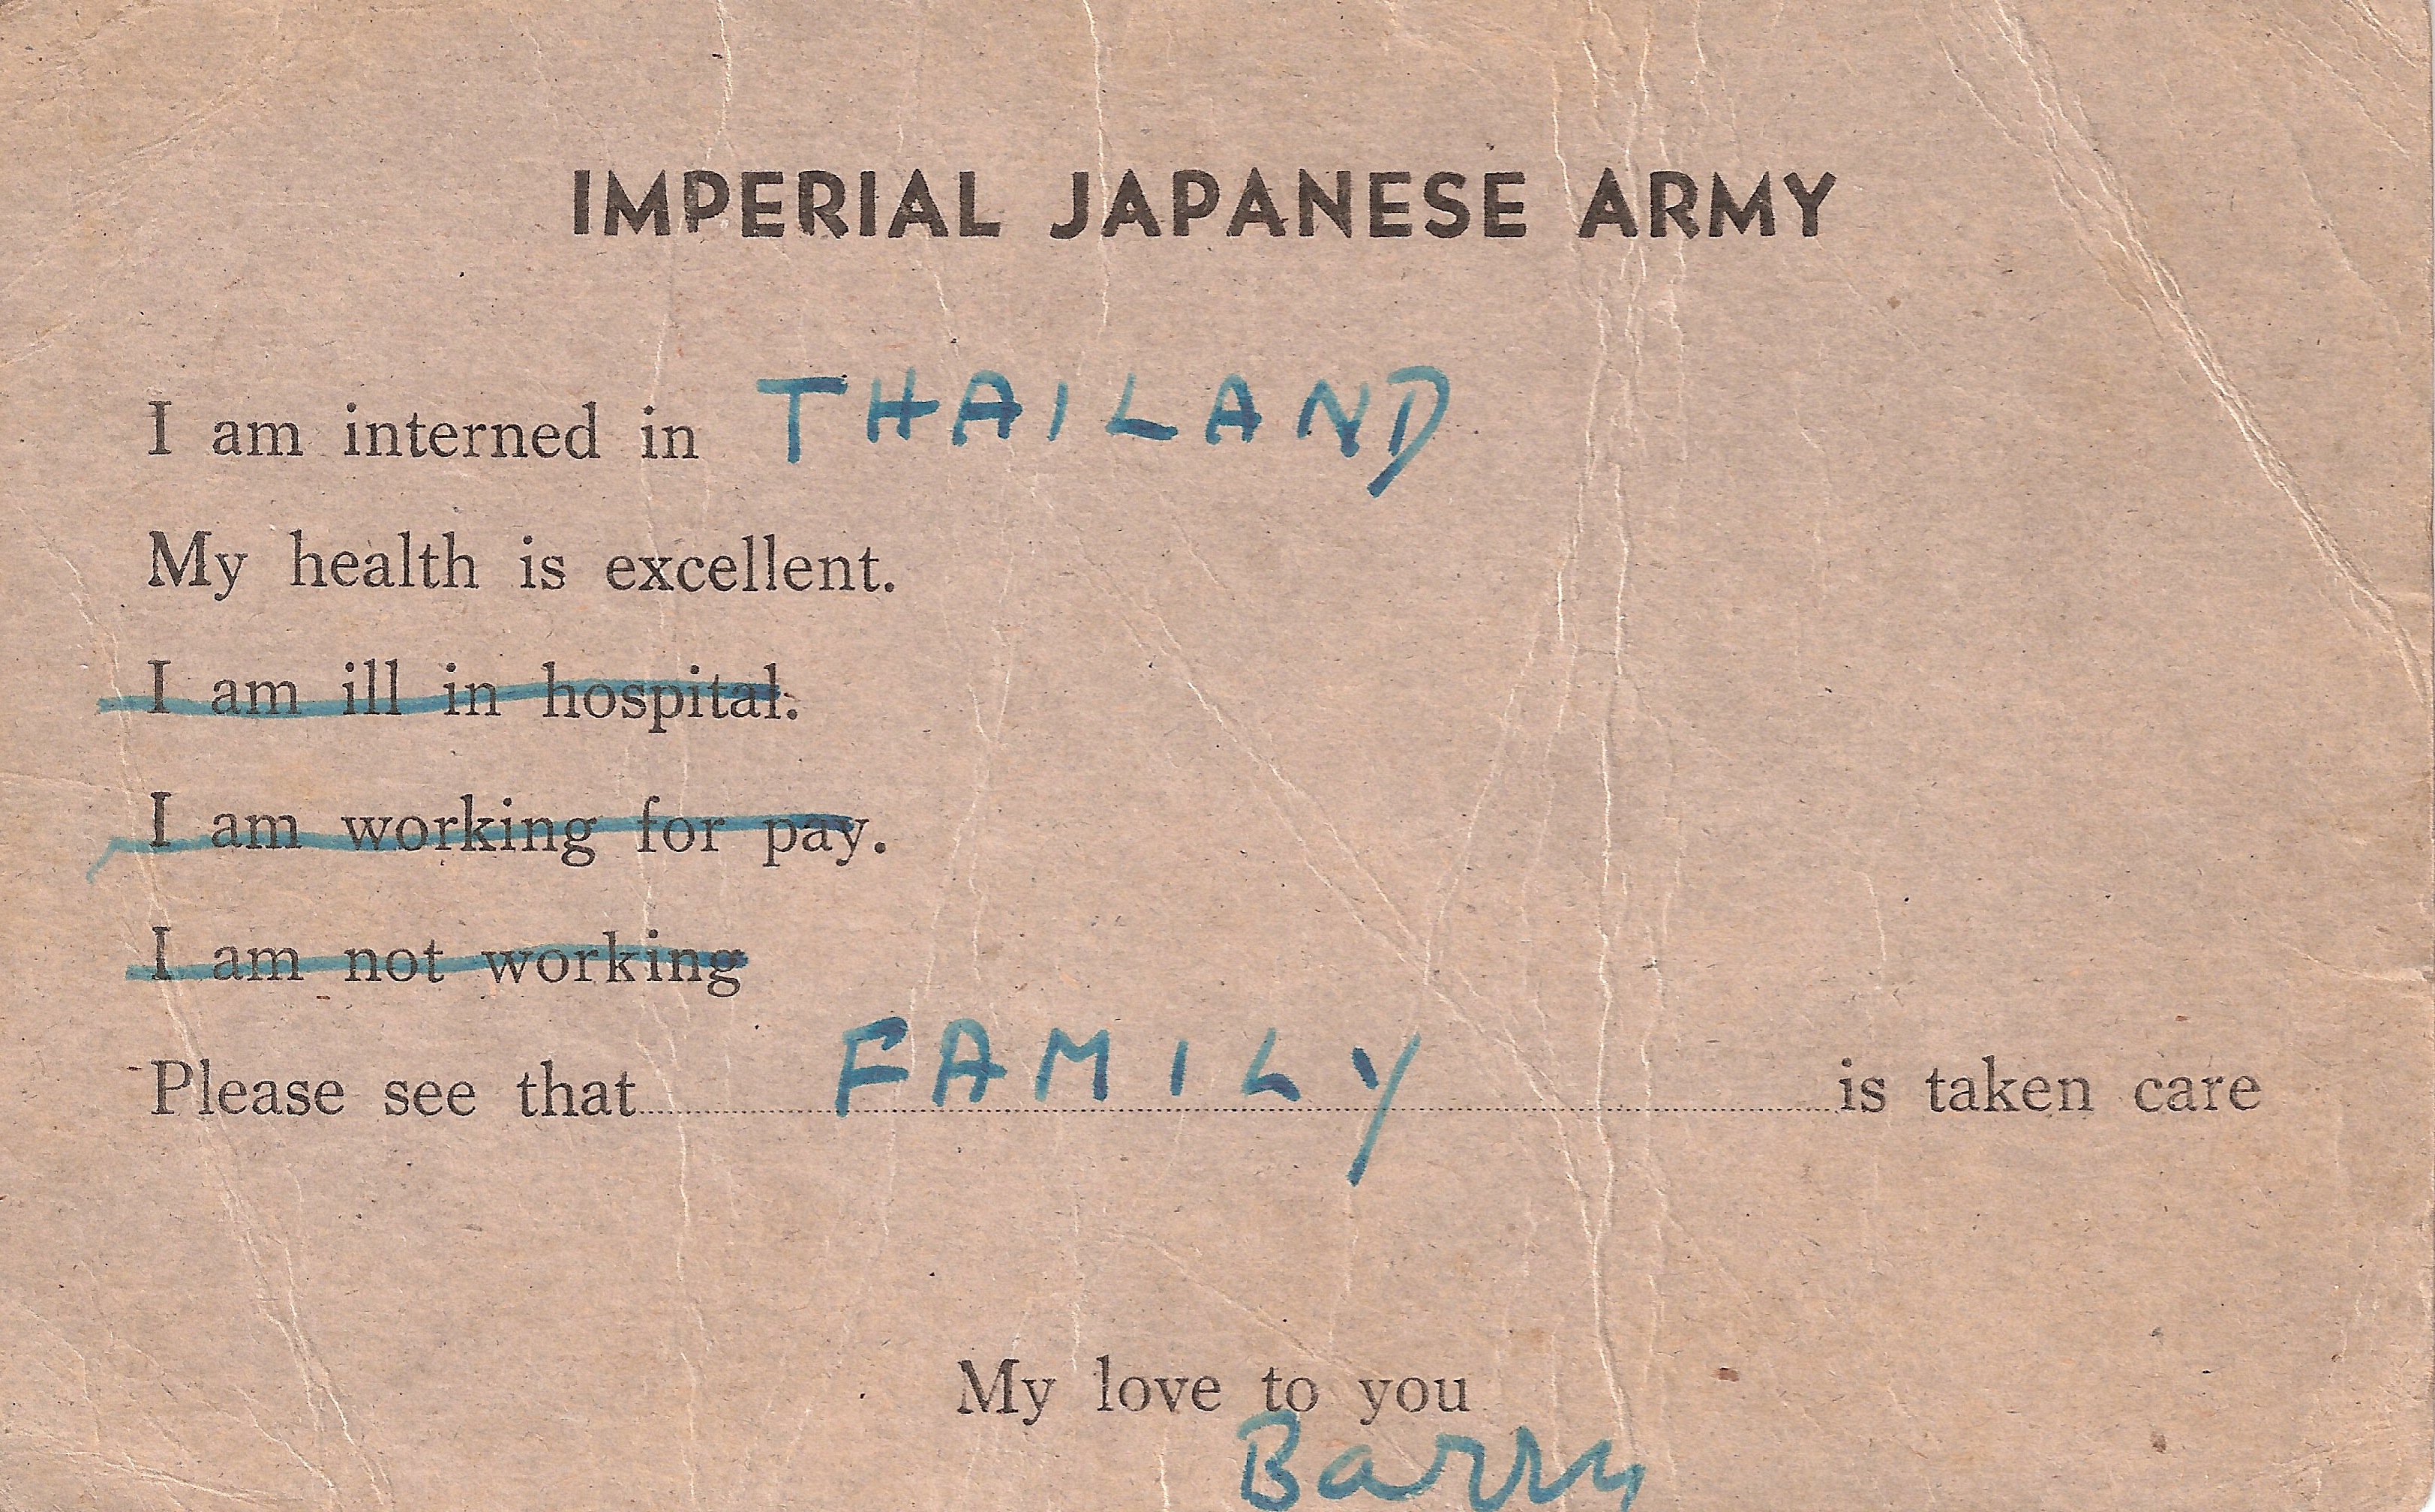 IMPERIAL JAPANESE ARMY
I am interned in THAILAND
My health is excellent.
I am ill in hospital.
I am working for pay.
I am not working
Please see that FAMILY is taken care
My love to you
Barry